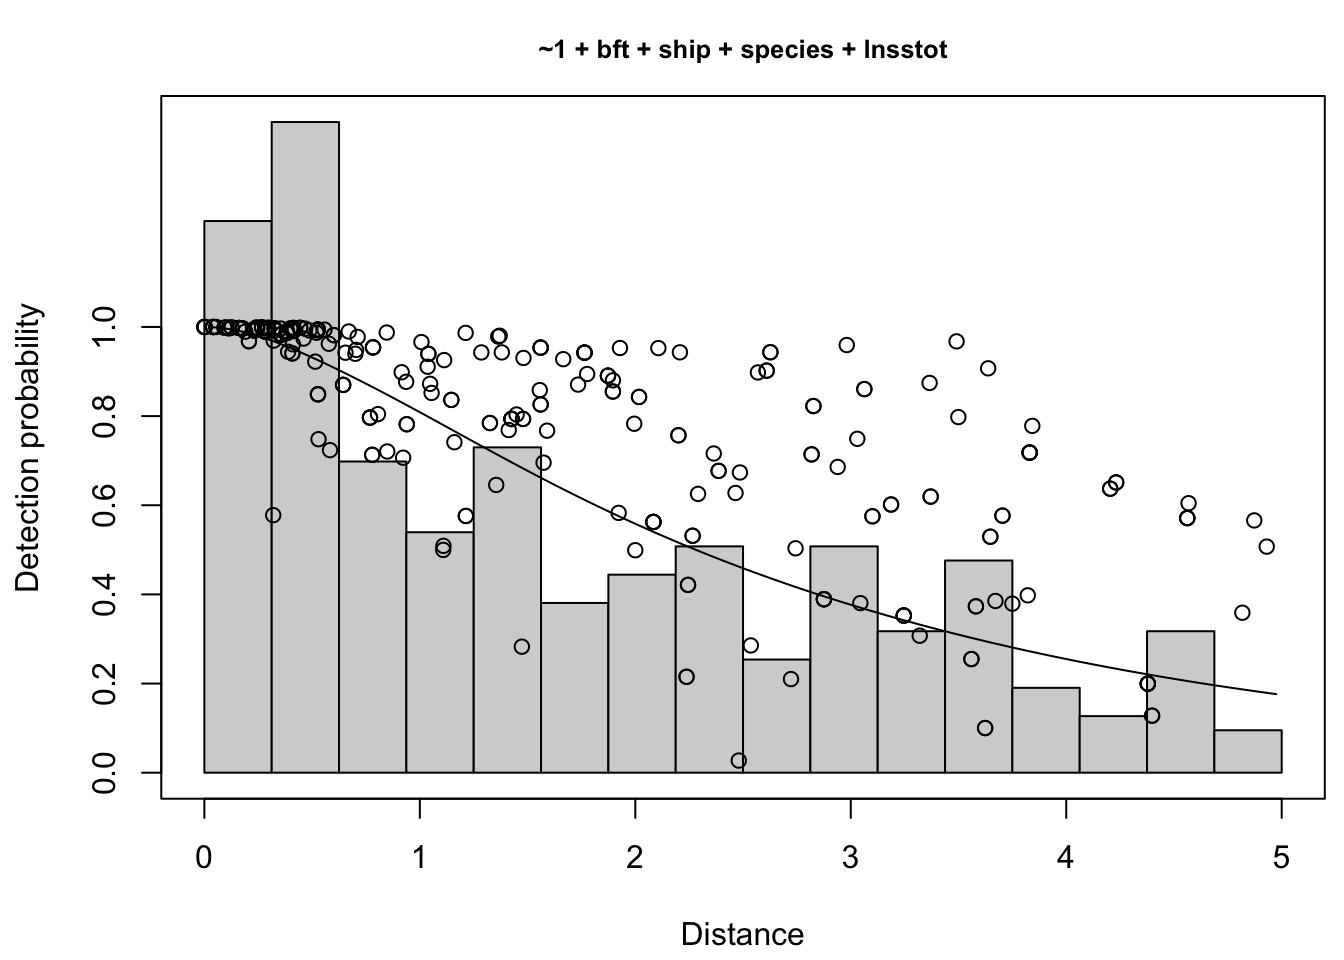 ~1 + bft + ship + species + lnsstot
Detection probability
1.0
0.8
0.6
0.4
0.2
0.0
0 1 2 3 4 5
Distance